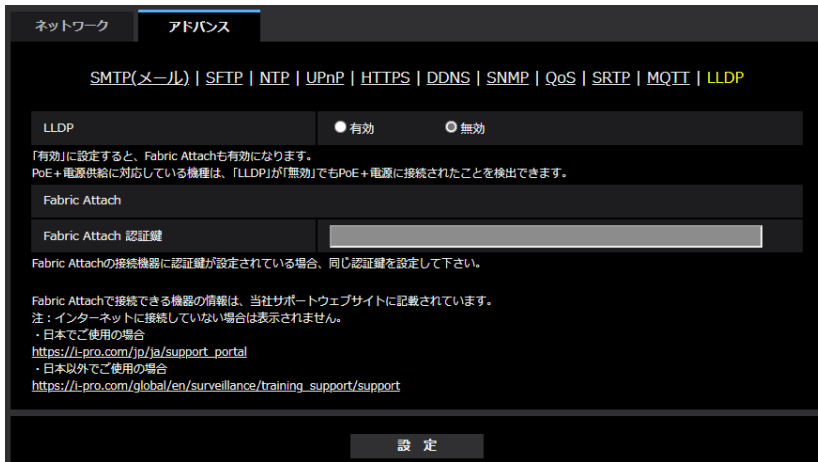 ネットワーク アドバンス
SMTP(メール) | SFTP | NTP | UPnP | HTTPS | DDNS | SNMP | QoS | SRTP | MQTT | LLDP
LLDP 有効 無効
「有効」に設定すると、Fabric Attachも有効になります。
PoE+電源供給に対応している機種は、「LLDP」が「無効」でもPoE+電源に接続されたことを検出できます。
Fabric Attach
Fabric Attach 認証鍵
Fabric Attachの接続機器に認証鍵が設定されている場合、同じ認証鍵を設定して下さい。
Fabric Attachで接続できる機器の情報は、当社サポートウェブサイトに記載されています。
注：インターネットに接続していない場合は表示されません。
・日本でご使用の場合
https://i-pro.com/jp/ja/support_portal
・日本以外でご使用の場合
https://i-pro.com/global/en/surveillance/training_support/support
設 定